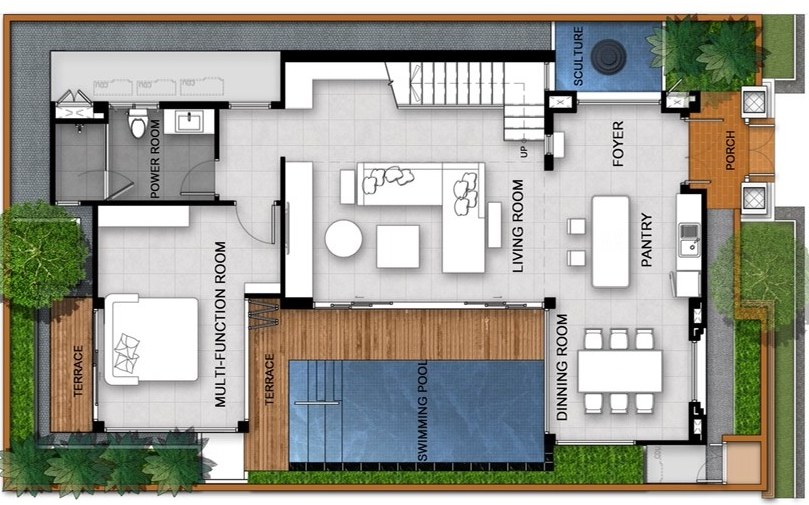 SCULTURE
POWER ROOM
UP
FOYER
PORCH
LIVING ROOM
PANTRY
MULTI-FUNCTION ROOM
TERRACE
TERRACE
SWIMMING POOL
DINNING ROOM